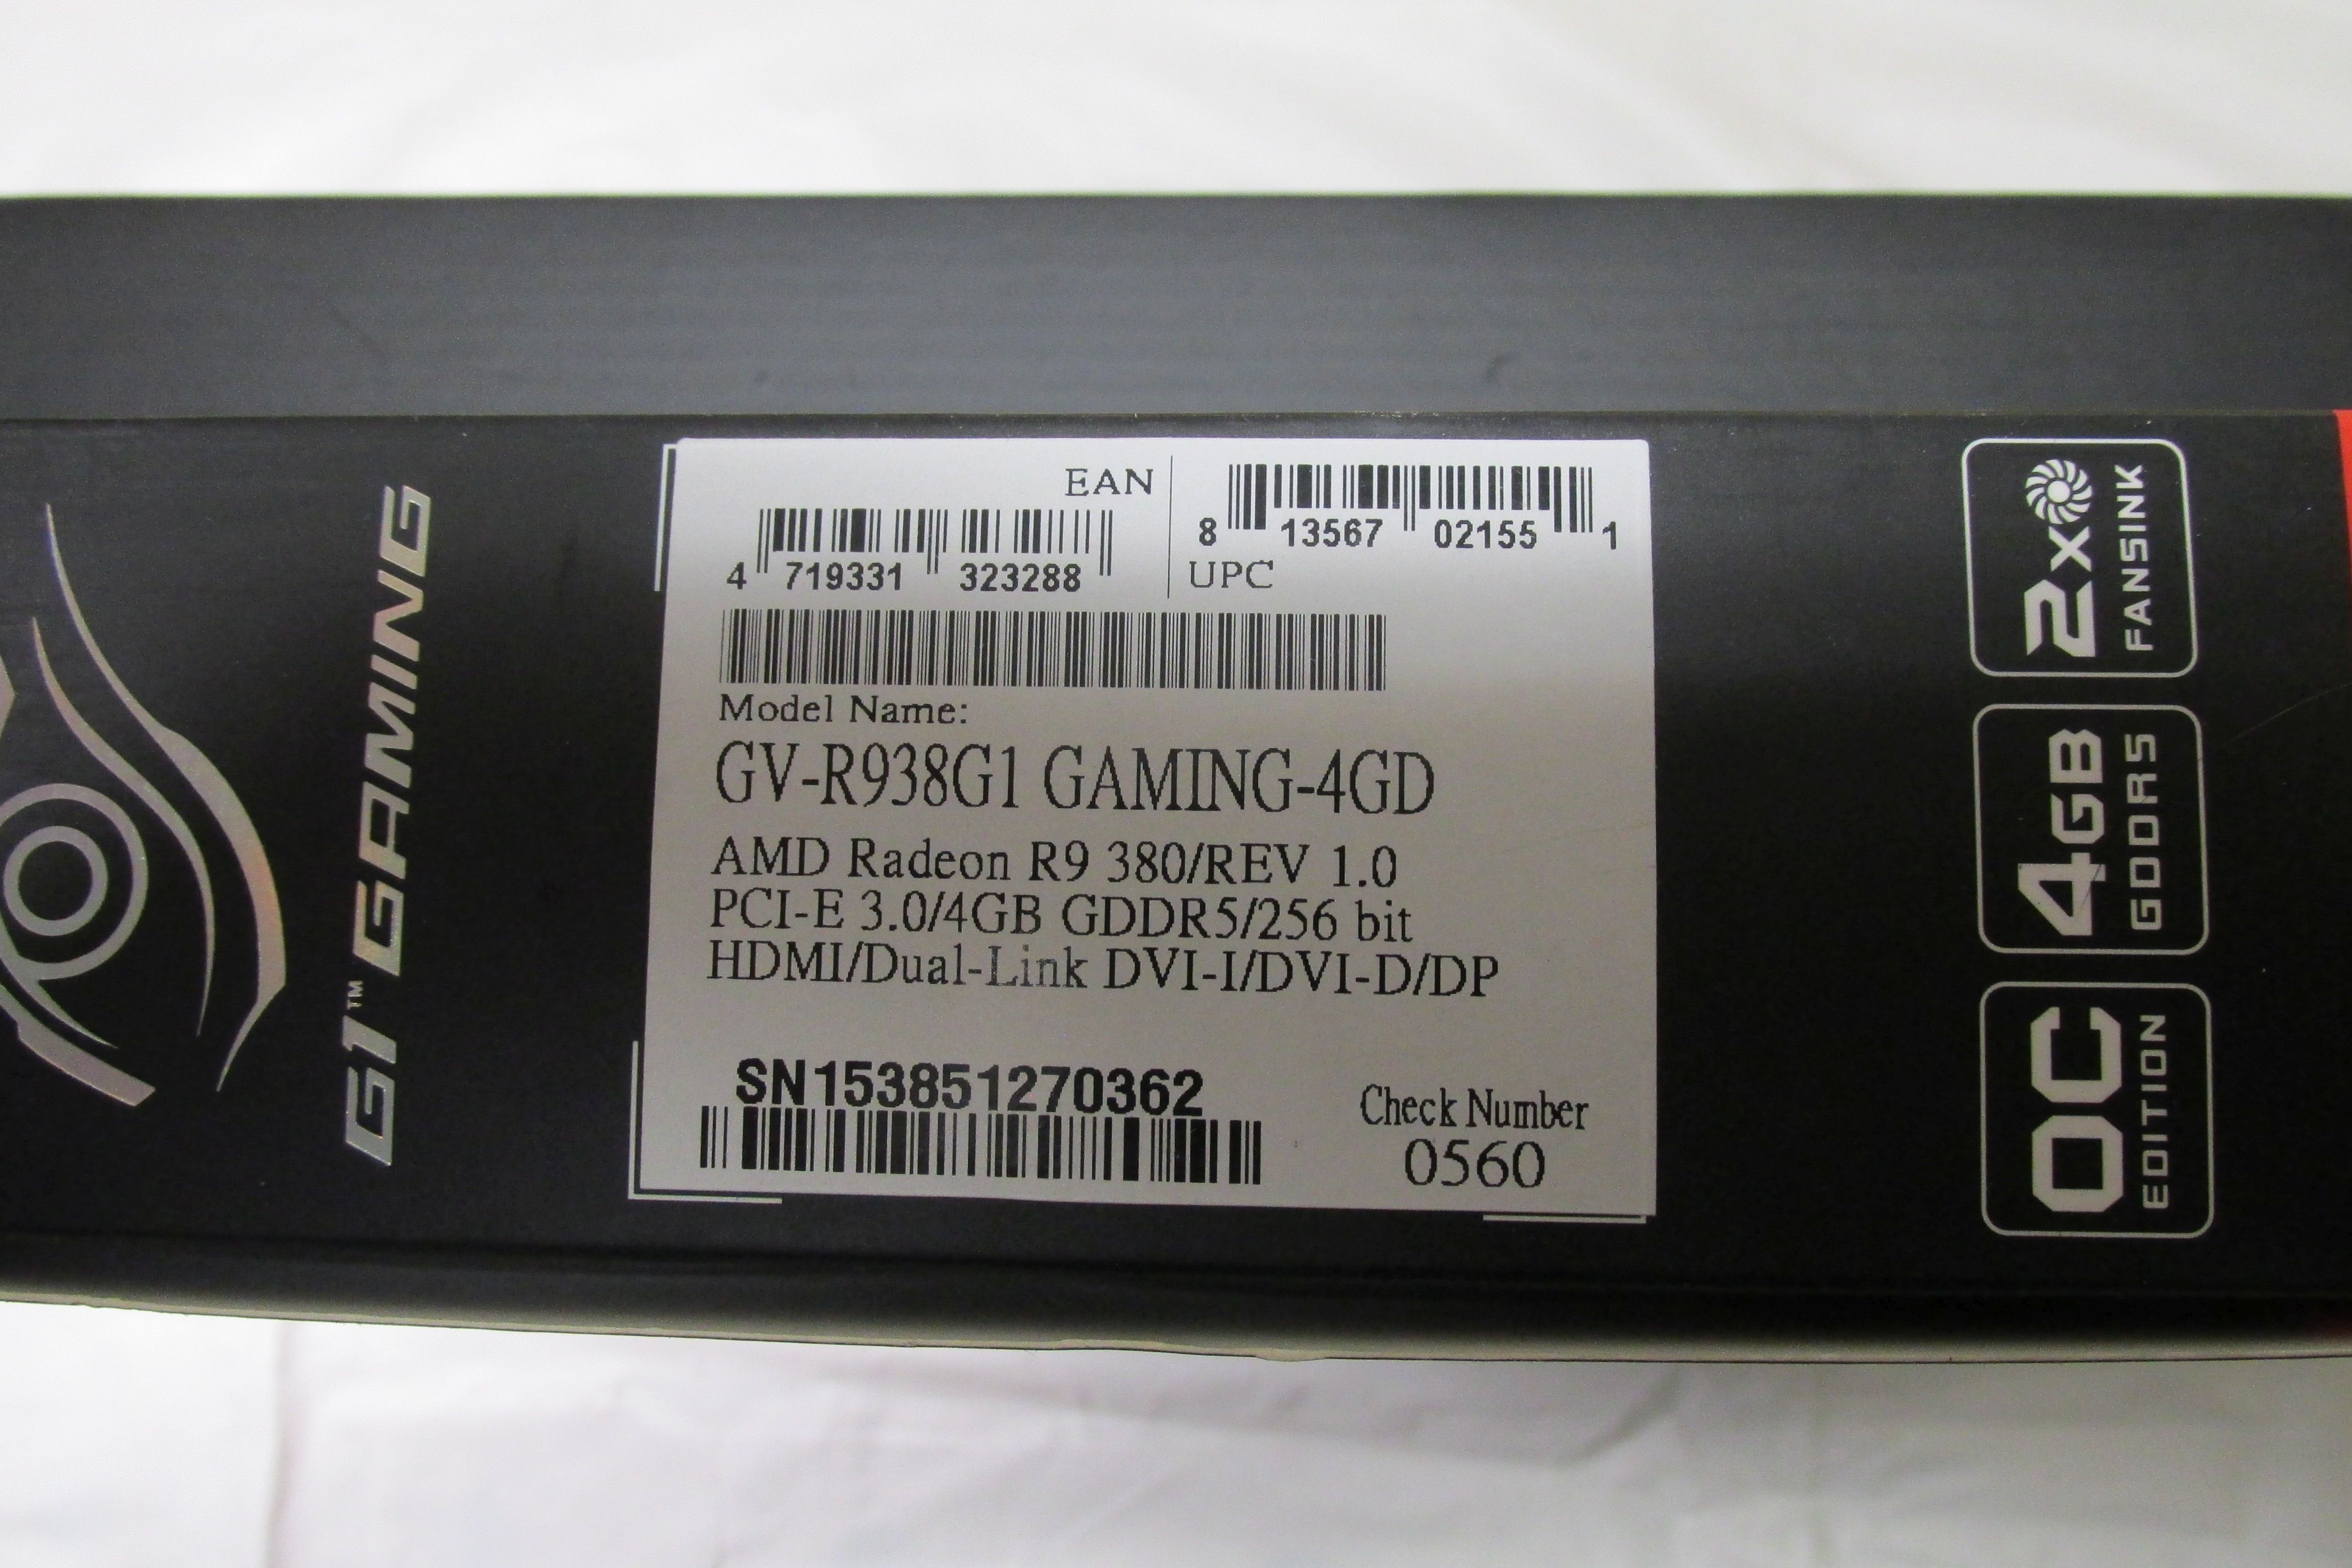 G1™ GAMING
EAN
4 719331 323288
8 13567 02155 1
UPC
Model Name:
GV-R938G1 GAMING-4GD
AMD Radeon R9 380/REV 1.0
PCI-E 3.0/4GB GDDR5/256 bit
HDMI/Dual-Link DVI-I/DVI-D/DP
SN153851270362
Check Number
0560
2X
FANSINK
4GB
GDDR5
OC
EDITION